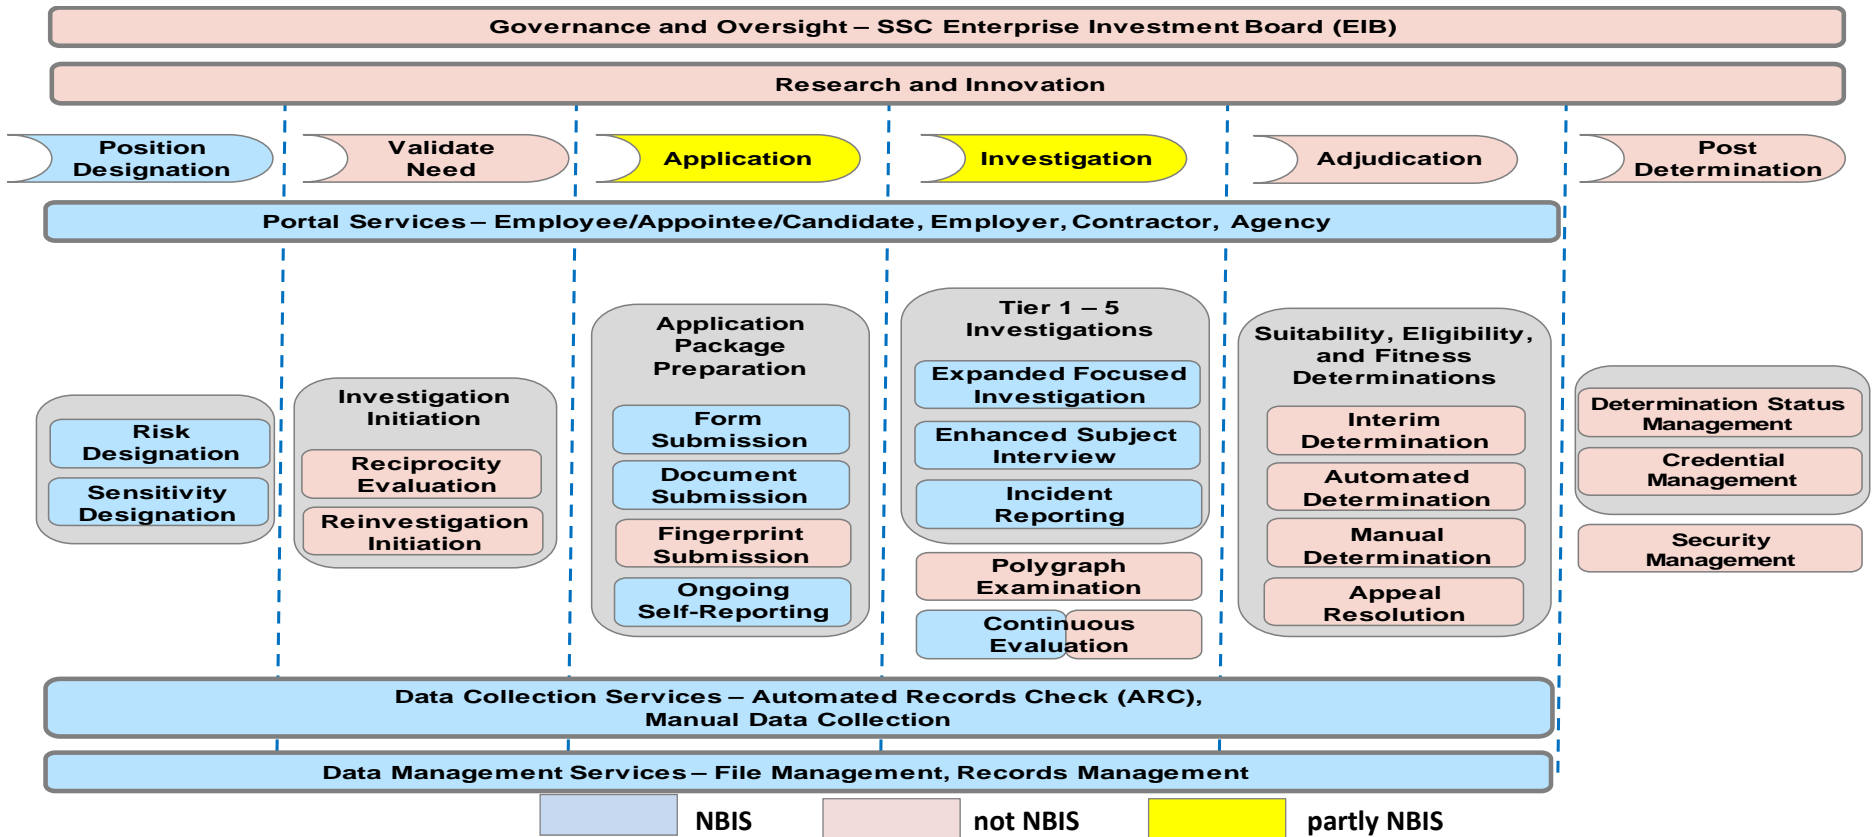 Governance and Oversight – SSC Enterprise Investment Board (EIB)
Research and Innovation
Position
Designation
Validate
Need
Application
Investigation
Adjudication
Post
Determination
Portal Services – Employee/Appointee/Candidate, Employer, Contractor, Agency
Risk
Designation
Sensitivity
Designation
Investigation
Initiation
Reciprocity
Evaluation
Reinvestigation
Initiation
Application
Package
Preparation
Form
Submission
Document
Submission
Fingerprint
Submission
Ongoing
Self-Reporting
Tier 1 – 5
Investigations
Expanded Focused
Investigation
Enhanced Subject
Interview
Incident
Reporting
Polygraph
Examination
Continuous
Evaluation
Suitability, Eligibility,
and Fitness
Determinations
Interim
Determination
Automated
Determination
Manual
Determination
Appeal
Resolution
Determination Status
Management
Credential
Management
Security
Management
Data Collection Services – Automated Records Check (ARC),
Manual Data Collection
Data Management Services – File Management, Records Management
NBIS
not NBIS
partly NBIS